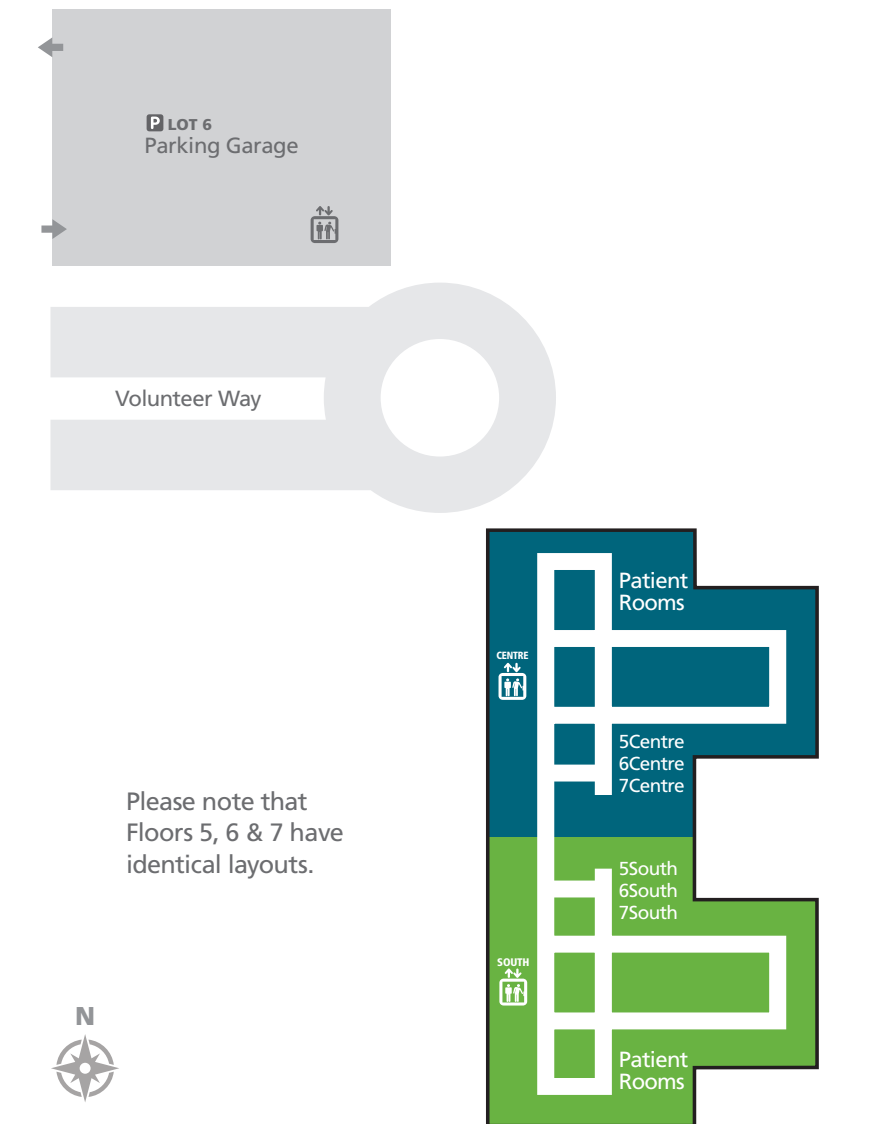 P LOT 6
Parking Garage
Volunteer Way
Patient
Rooms
CENTRE
5Centre
6Centre
7Centre
Please note that
Floors 5, 6 & 7 have
identical layouts.
5South
6South
7South
SOUTH
N
Patient
Rooms